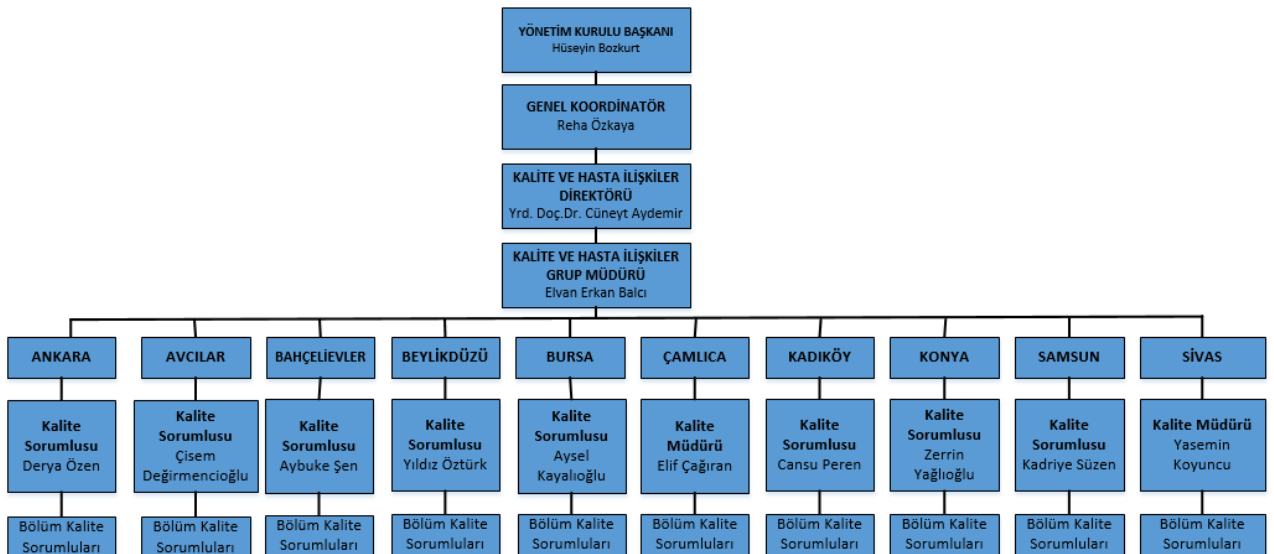 YÖNETİM KURULU BAŞKANI
Hüseyin Bozkurt
GENEL KOORDİNATÖR
Reha Özkaya
KALİTE VE HASTA İLİŞKİLER
DİREKTÖRÜ
Yrd. Doç.Dr. Cüneyt Aydemir
KALİTE VE HASTA İLİŞKİLER
GRUP MÜDÜRÜ
Elvan Erkan Balcı
ANKARA
AVCILAR
BAHÇELİEVLER
BEYLİKDÜZÜ
BURSA
ÇAMLICA
KADIKÖY
KONYA
SAMSUN
SİVAS
Kalite
Sorumlusu
Derya Özen
Kalite
Sorumlusu
Çisem
Değirmencioğlu
Kalite
Sorumlusu
Aybuke Şen
Kalite
Sorumlusu
Yıldız Öztürk
Kalite
Sorumlusu
Aysel
Kayalıoğlu
Kalite
Müdürü
Elif Çağıran
Kalite
Sorumlusu
Cansu Peren
Kalite
Sorumlusu
Zerrin
Yağlıoğlu
Kalite
Sorumlusu
Kadriye Süzen
Kalite Müdürü
Yasemin
Koyuncu
Bölüm Kalite
Sorumluları
Bölüm Kalite
Sorumluları
Bölüm Kalite
Sorumluları
Bölüm Kalite
Sorumluları
Bölüm Kalite
Sorumluları
Bölüm Kalite
Sorumluları
Bölüm Kalite
Sorumluları
Bölüm Kalite
Sorumluları
Bölüm Kalite
Sorumluları
Bölüm Kalite
Sorumluları